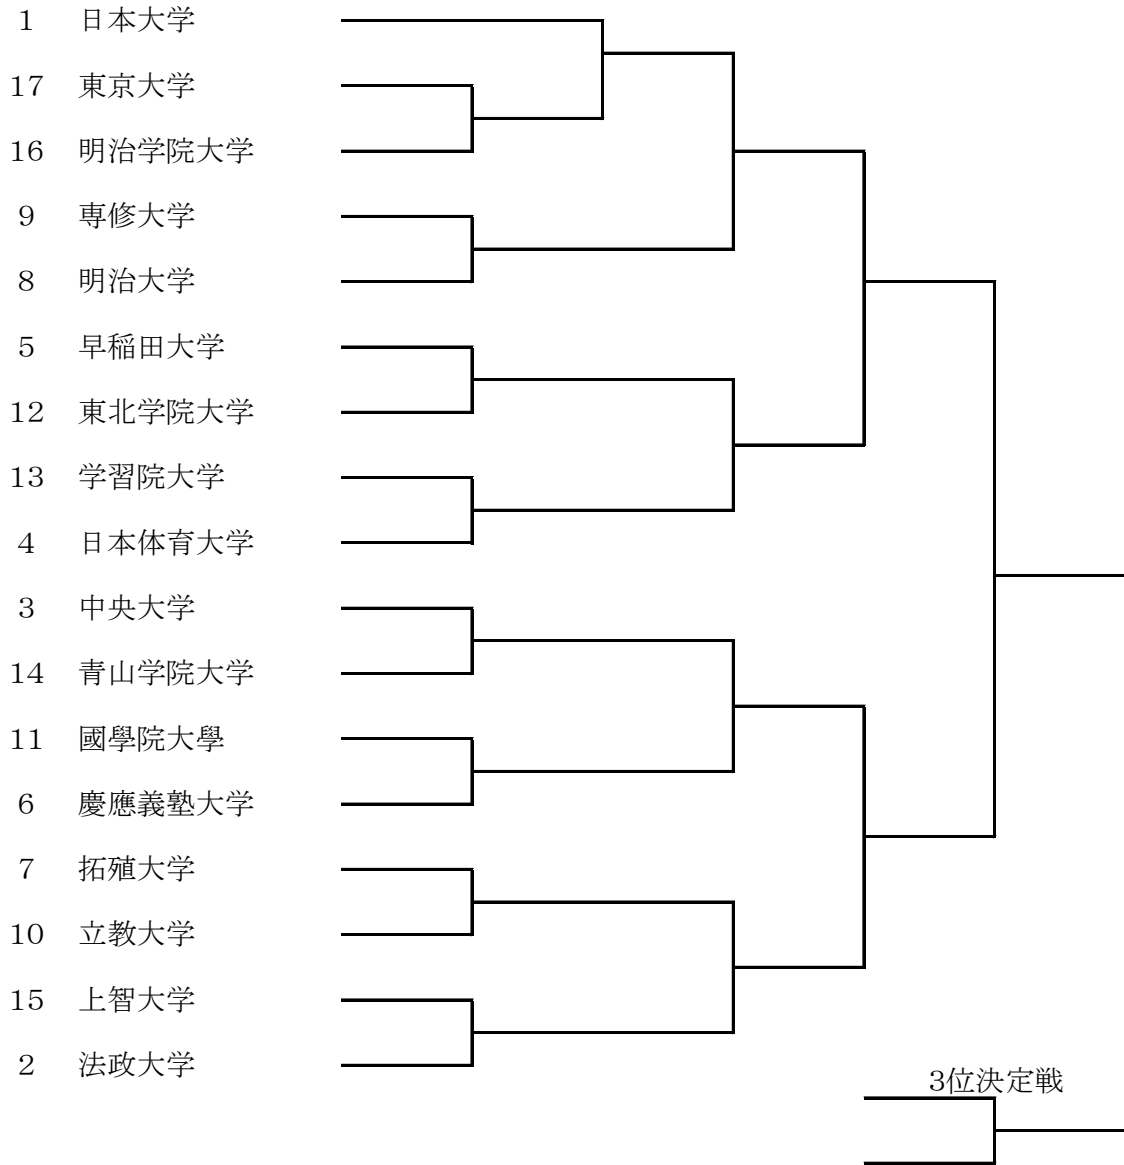 1 日本大学
17 東京大学
16 明治学院大学
9 専修大学
8 明治大学
5 早稲田大学
12 東北学院大学
13 学習院大学
4 日本体育大学
3 中央大学
14 青山学院大学
11 國學院大學
6 慶應義塾大学
7 拓殖大学
10 立教大学
15 上智大学
2 法政大学
3位決定戦